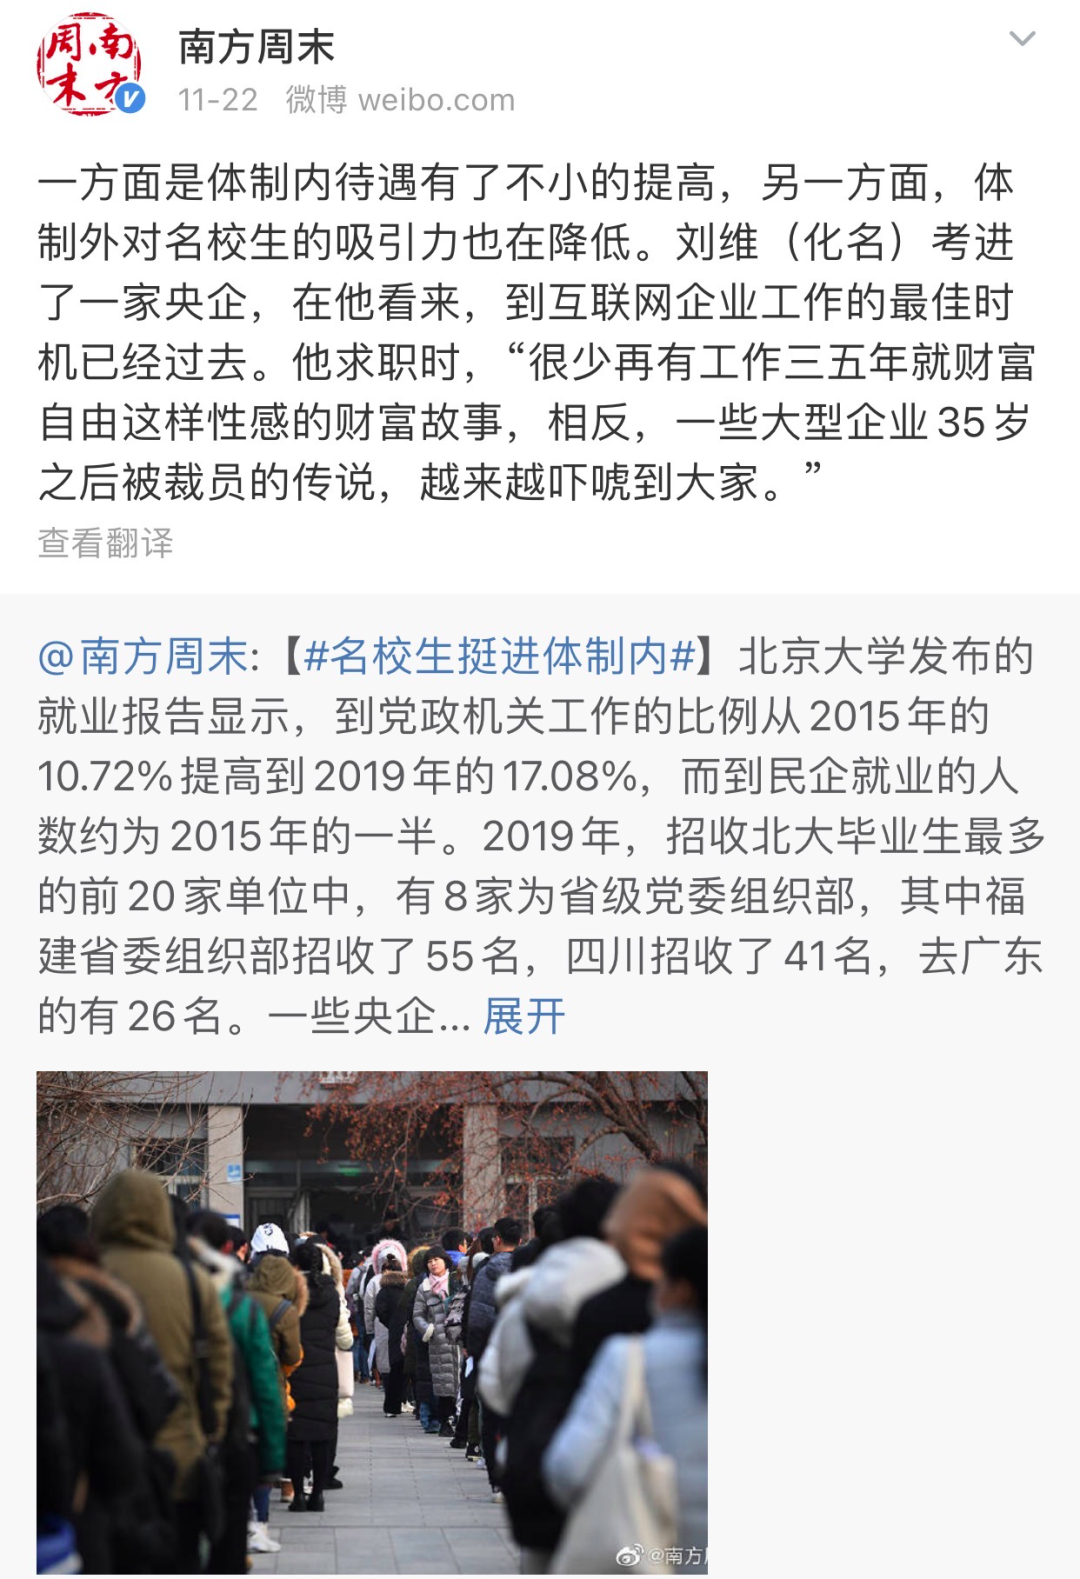 南方周末
南方周末
11-22 微博 weibo.com
一方面是体制内待遇有了不小的提高，另一方面，体
制外对名校生的吸引力也在降低。刘维（化名）考进
了一家央企，在他看来，到互联网企业工作的最佳时
机已经过去。他求职时，“很少再有工作三五年就财富
自由这样性感的财富故事，相反，一些大型企业35岁
之后被裁员的传说，越来越吓唬到大家。”
查看翻译
@南方周末:【#名校生挺进体制内#】北京大学发布的
就业报告显示，到党政机关工作的比例从2015年的
10.72%提高到2019年的17.08%，而到民企就业的人
数约为2015年的一半。2019年，招收北大毕业生最多
的前20家单位中，有8家为省级党委组织部，其中福
建省委组织部招收了55名，四川招收了41名，去广东
的有26名。一些央企... 展开
@南方